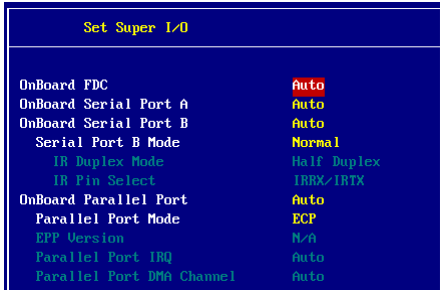 Set Super I/O
OnBoard FDC Auto
OnBoard Serial Port A Auto
OnBoard Serial Port B Auto
Serial Port B Mode Normal
IR Duplex Mode Half Duplex
IR Pin Select IRRX/IRTX
OnBoard Parallel Port Auto
Parallel Port Mode ECP
EPP Version N/A
Parallel Port IRQ Auto
Parallel Port DMA Channel Auto